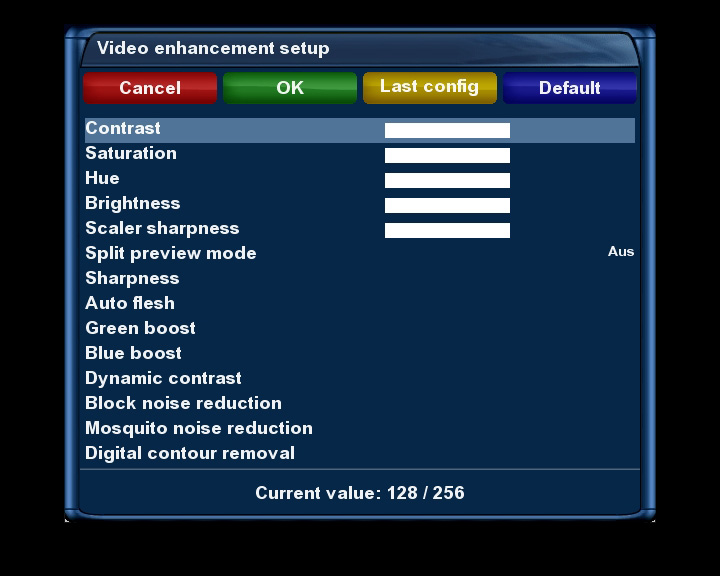 Video enhancement setup
Cancel OK Last config Default
Contrast
Saturation
Hue
Brightness
Scaler sharpness
Split preview mode Aus
Sharpness
Auto flesh
Green boost
Blue boost
Dynamic contrast
Block noise reduction
Mosquito noise reduction
Digital contour removal
Current value: 128 / 256